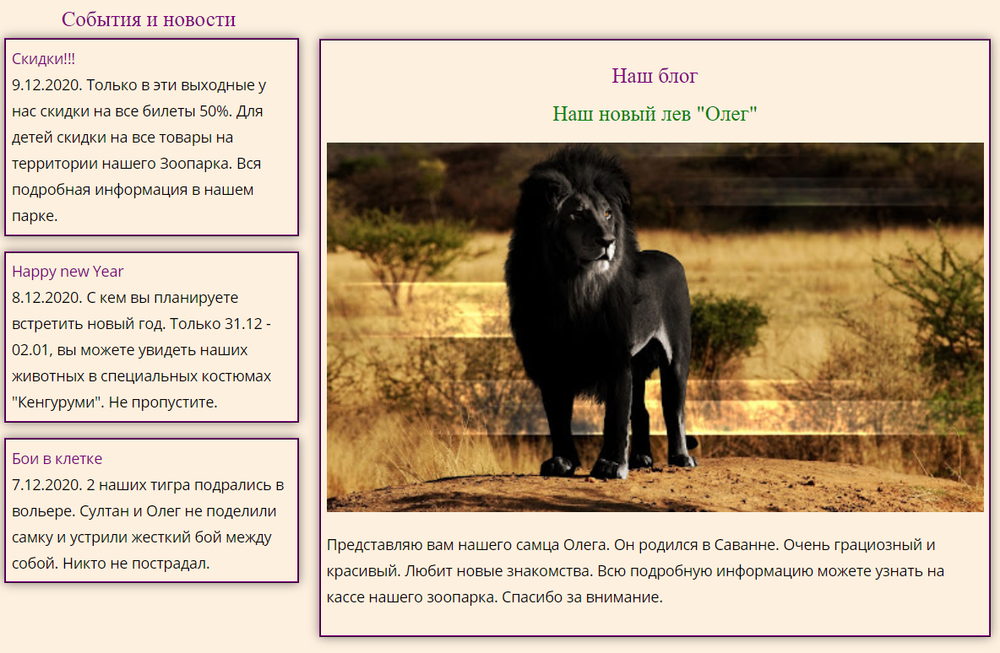 События и новости
Скидки!!!
9.12.2020. Только в эти выходные у
нас скидки на все билеты 50%. Для
детей скидки на все товары на
территории нашего Зоопарка. Вся
подробная информация в нашем
парке.
Happy new Year
8.12.2020. С кем вы планируете
встретить новый год. Только 31.12 -
02.01, вы можете увидеть наших
животных в специальных костюмах
"Кенгуруми". Не пропустите.
Бои в клетке
7.12.2020. 2 наших тигра подрались в
вольере. Султан и Олег не поделили
самку и устрили жесткий бой между
собой. Никто не пострадал.
Наш блог
Наш новый лев "Олег"
Представляю вам нашего самца Олега. Он родился в Саванне. Очень грациозный и
красивый. Любит новые знакомства. Всю подробную информацию можете узнать на
кассе нашего зоопарка. Спасибо за внимание.